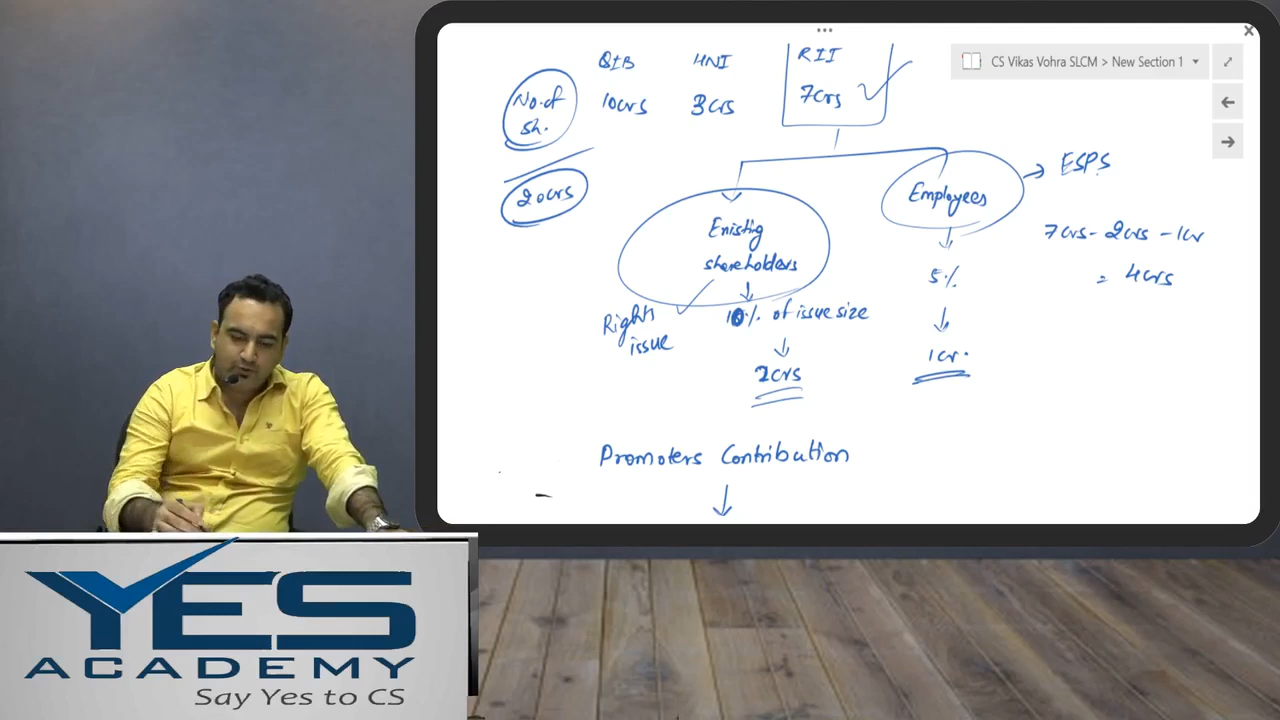 CS Vikas Vohra SLCM > New Section 1
QIB HNI RII
No. of sh. 10crs 3crs 7crs
20crs
Employees → ESPS
Existing shareholders
7crs - 2crs - 1cr
= 4crs
5%
Rights issue
10% of issue size
1cr.
2crs
Promoters Contribution
YES
ACADEMY
Say Yes to CS